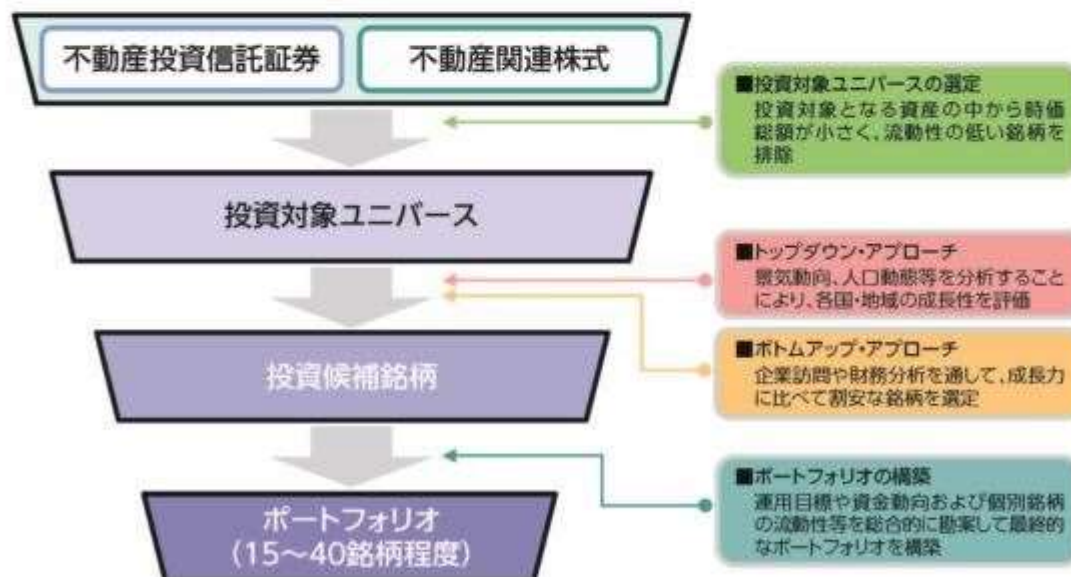 不動産投資信託証券
不動産関連株式
■投資対象ユニバースの選定
投資対象となる資産の中から時価
総額が小さく、流動性の低い銘柄を
排除
投資対象ユニバース
■トップダウン・アプローチ
景気動向、人口動態等を分析すること
により、各国・地域の成長性を評価
■ボトムアップ・アプローチ
企業訪問や財務分析を通して、成長力
に比べて割安な銘柄を選定
投資候補銘柄
■ポートフォリオの構築
運用目標や資金動向および個別銘柄
の流動性等を総合的に勘案して最終的
なポートフォリオを構築
ポートフォリオ
(15~40銘柄程度)